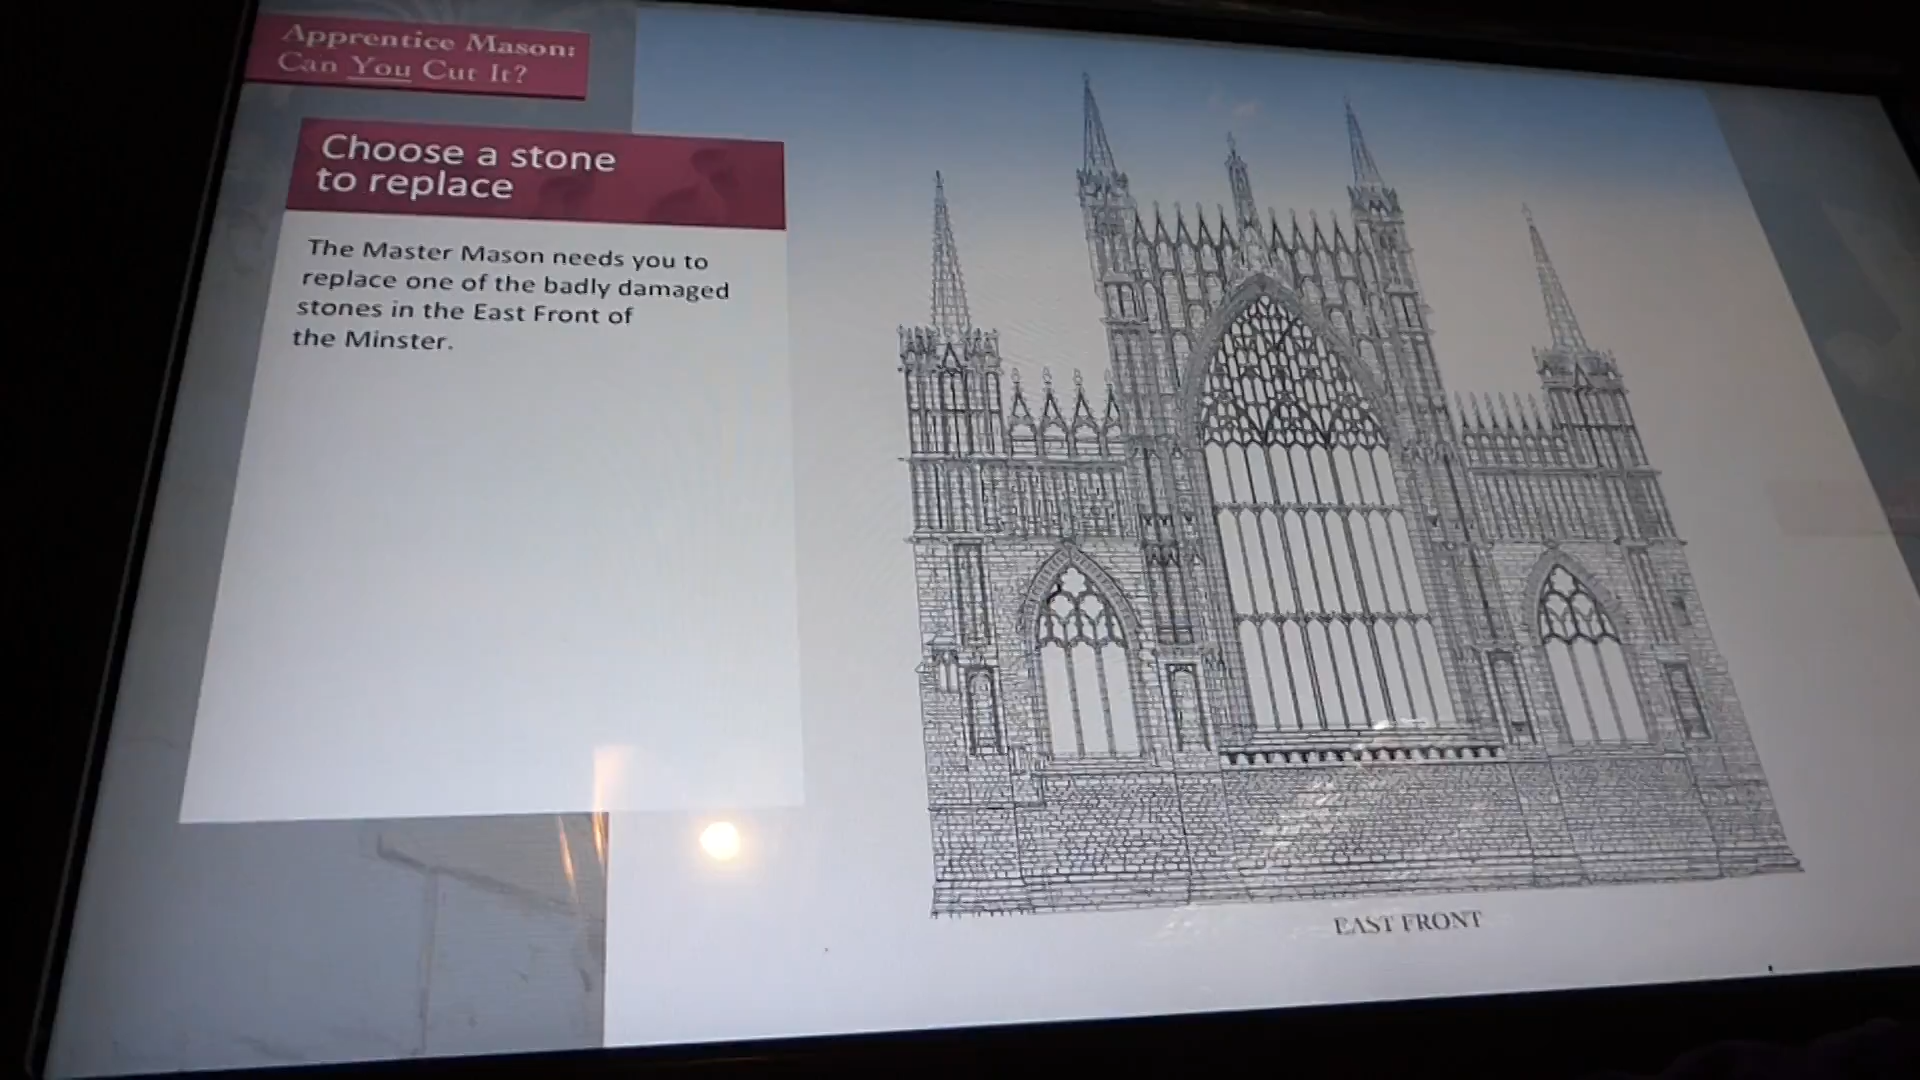 Apprentice Mason:
Can You Cut It?
Choose a stone
to replace
The Master Mason needs you to
replace one of the badly damaged
stones in the East Front of
the Minster.
EAST FRONT